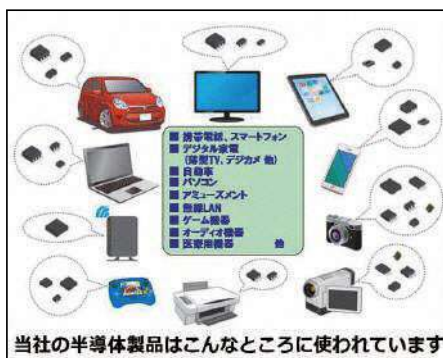 ■ 携帯電話、スマートフォン
■ デジタル家電
(薄型TV、デジカメ 他)
■ 自動車
■ パソコン
■ アミューズメント
■ 無線LAN
■ ゲーム機器
■ オーディオ機器
■ 医療用機器 他
当社の半導体製品はこんなところに使われています